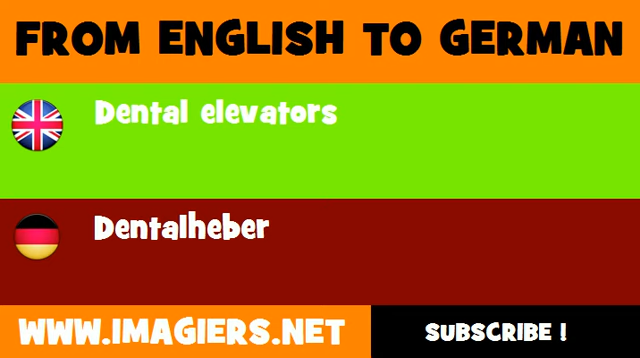 FROM ENGLISH TO GERMAN
Dental elevators
Dentalheber
WWW.IMAGIERS.NET
SUBSCRIBE !